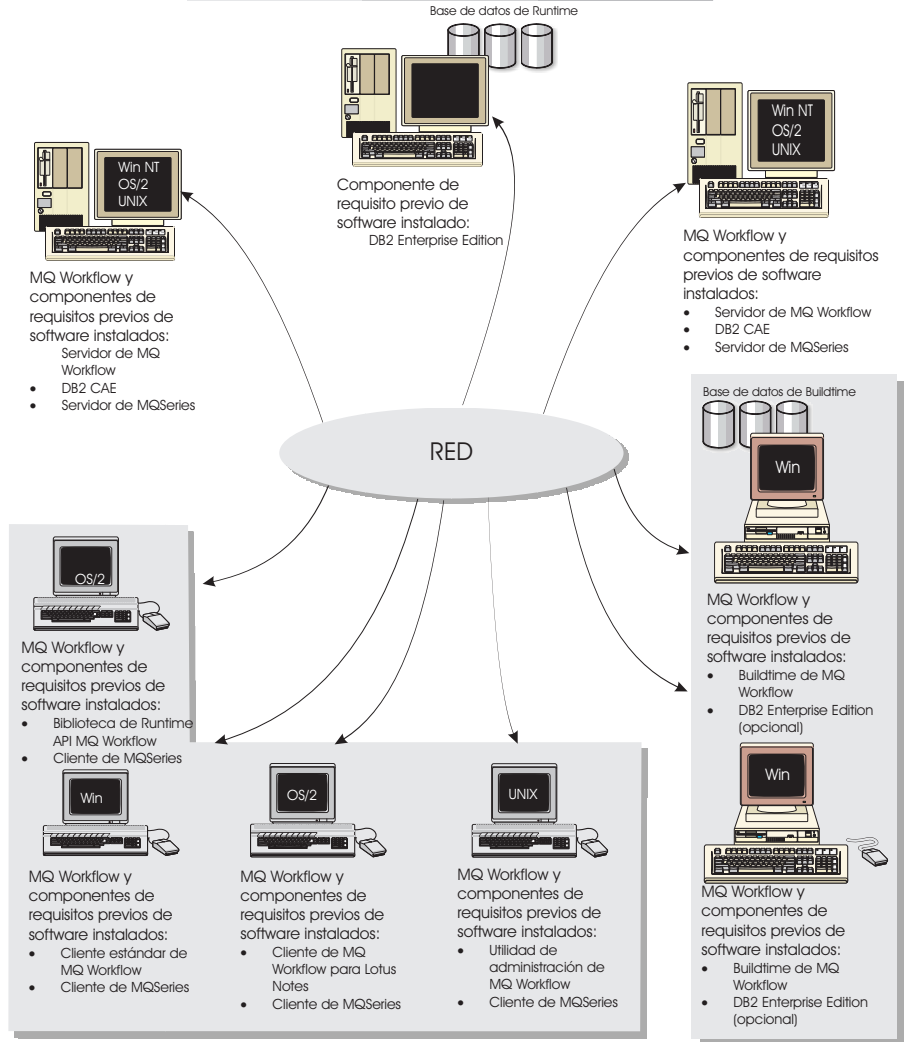 Base de datos de Runtime
Componente de
requisito previo de
software instalado:
DB2 Enterprise Edition
Win NT
OS/2
UNIX
MQ Workflow y
componentes de
requisitos previos de
software instalados:
Servidor de MQ
Workflow
• DB2 CAE
• Servidor de MQSeries
Win NT
OS/2
UNIX
MQ Workflow y
componentes de requisitos
previos de software
instalados:
• Servidor de MQ Workflow
• DB2 CAE
• Servidor de MQSeries
RED
Base de datos de Buildtime
Win
MQ Workflow y
componentes de
requisitos previos de
software instalados:
• Buildtime de MQ
Workflow
• DB2 Enterprise Edition
(opcional)
Win
MQ Workflow y
componentes de
requisitos previos de
software instalados:
• Buildtime de MQ
Workflow
• DB2 Enterprise Edition
(opcional)
OS/2
MQ Workflow y
componentes de
requisitos previos de
software instalados:
• Biblioteca de Runtime
API MQ Workflow
• Cliente de MQSeries
Win
MQ Workflow y
componentes de
requisitos previos de
software instalados:
• Cliente estándar de
MQ Workflow
• Cliente de MQSeries
OS/2
MQ Workflow y
componentes de
requisitos previos de
software instalados:
• Cliente de MQ
Workflow para Lotus
Notes
• Cliente de MQSeries
UNIX
MQ Workflow y
componentes de
requisitos previos de
software instalados:
• Utilidad de
administración de
MQ Workflow
• Cliente de MQSeries